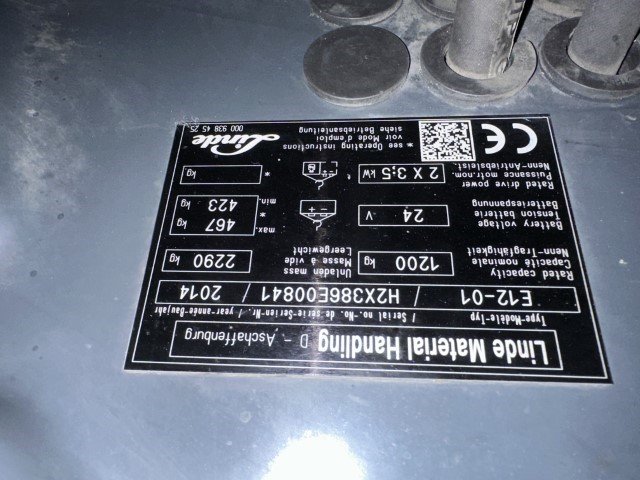 Linde Material Handling D - Aschaffenburg
Type-Modèle-Typ / Serial no.-No. de série-Serien-Nr. / year-année-Baujahr
E12-01 / H2X386E00841 / 2014
Rated capacity
Capacité nominale
Nenn-Tragfähigkeit
1200 kg
Unladen mass
Masse à vide
Leergewicht
2290 kg
Battery voltage
Tension batterie
Batteriespanung
24 V
- +
max. 467 kg
*
min. 423 kg
Rated drive power
Puissance mot.nom.
Nenn-Antriebsleist.
2 X 3,5 kW
* kg
CE
* see Operating instructions
voir Mode d'emploi
siehe Betriebsanleitung
Linde
000 938 45 25